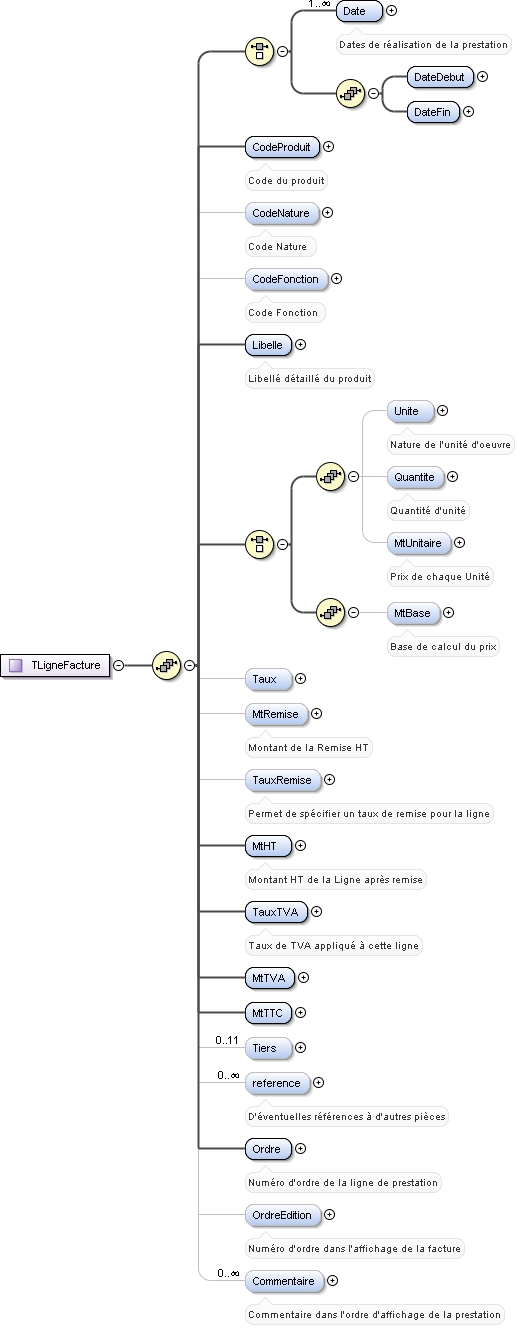 1..∞
Date
Dates de réalisation de la prestation
DateDebut
DateFin
CodeProduit
Code du produit
CodeNature
Code Nature
CodeFonction
Code Fonction
Libelle
Libellé détaillé du produit
Unite
Nature de l'unité d'oeuvre
Quantite
Quantité d'unité
MtUnitaire
Prix de chaque Unité
MtBase
Base de calcul du prix
TLigneFacture
Taux
MtRemise
Montant de la Remise HT
TauxRemise
Permet de spécifier un taux de remise pour la ligne
MtHT
Montant HT de la Ligne après remise
TauxTVA
Taux de TVA appliqué à cette ligne
MtTVA
MtTTC
0..11
Tiers
0..∞
reference
D'éventuelles références à d'autres pièces
Ordre
Numéro d'ordre de la ligne de prestation
OrdreEdition
Numéro d'ordre dans l'affichage de la facture
0..∞
Commentaire
Commentaire dans l'ordre d'affichage de la prestation